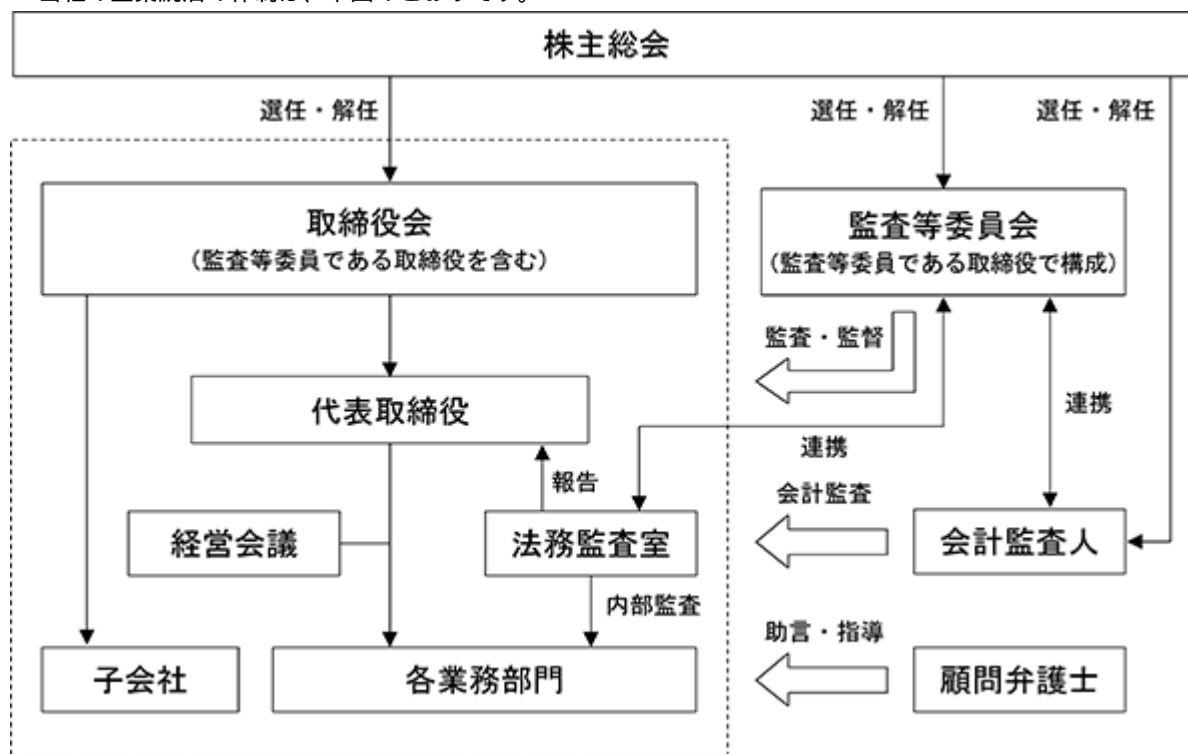 株主総会
選任・解任
選任・解任
選任・解任
取締役会
(監査等委員である取締役を含む)
監査等委員会
(監査等委員である取締役で構成)
監査・監督
代表取締役
連携
連携
報告
会計監査
経営会議
法務監査室
会計監査人
内部監査
助言・指導
子会社
各業務部門
顧問弁護士